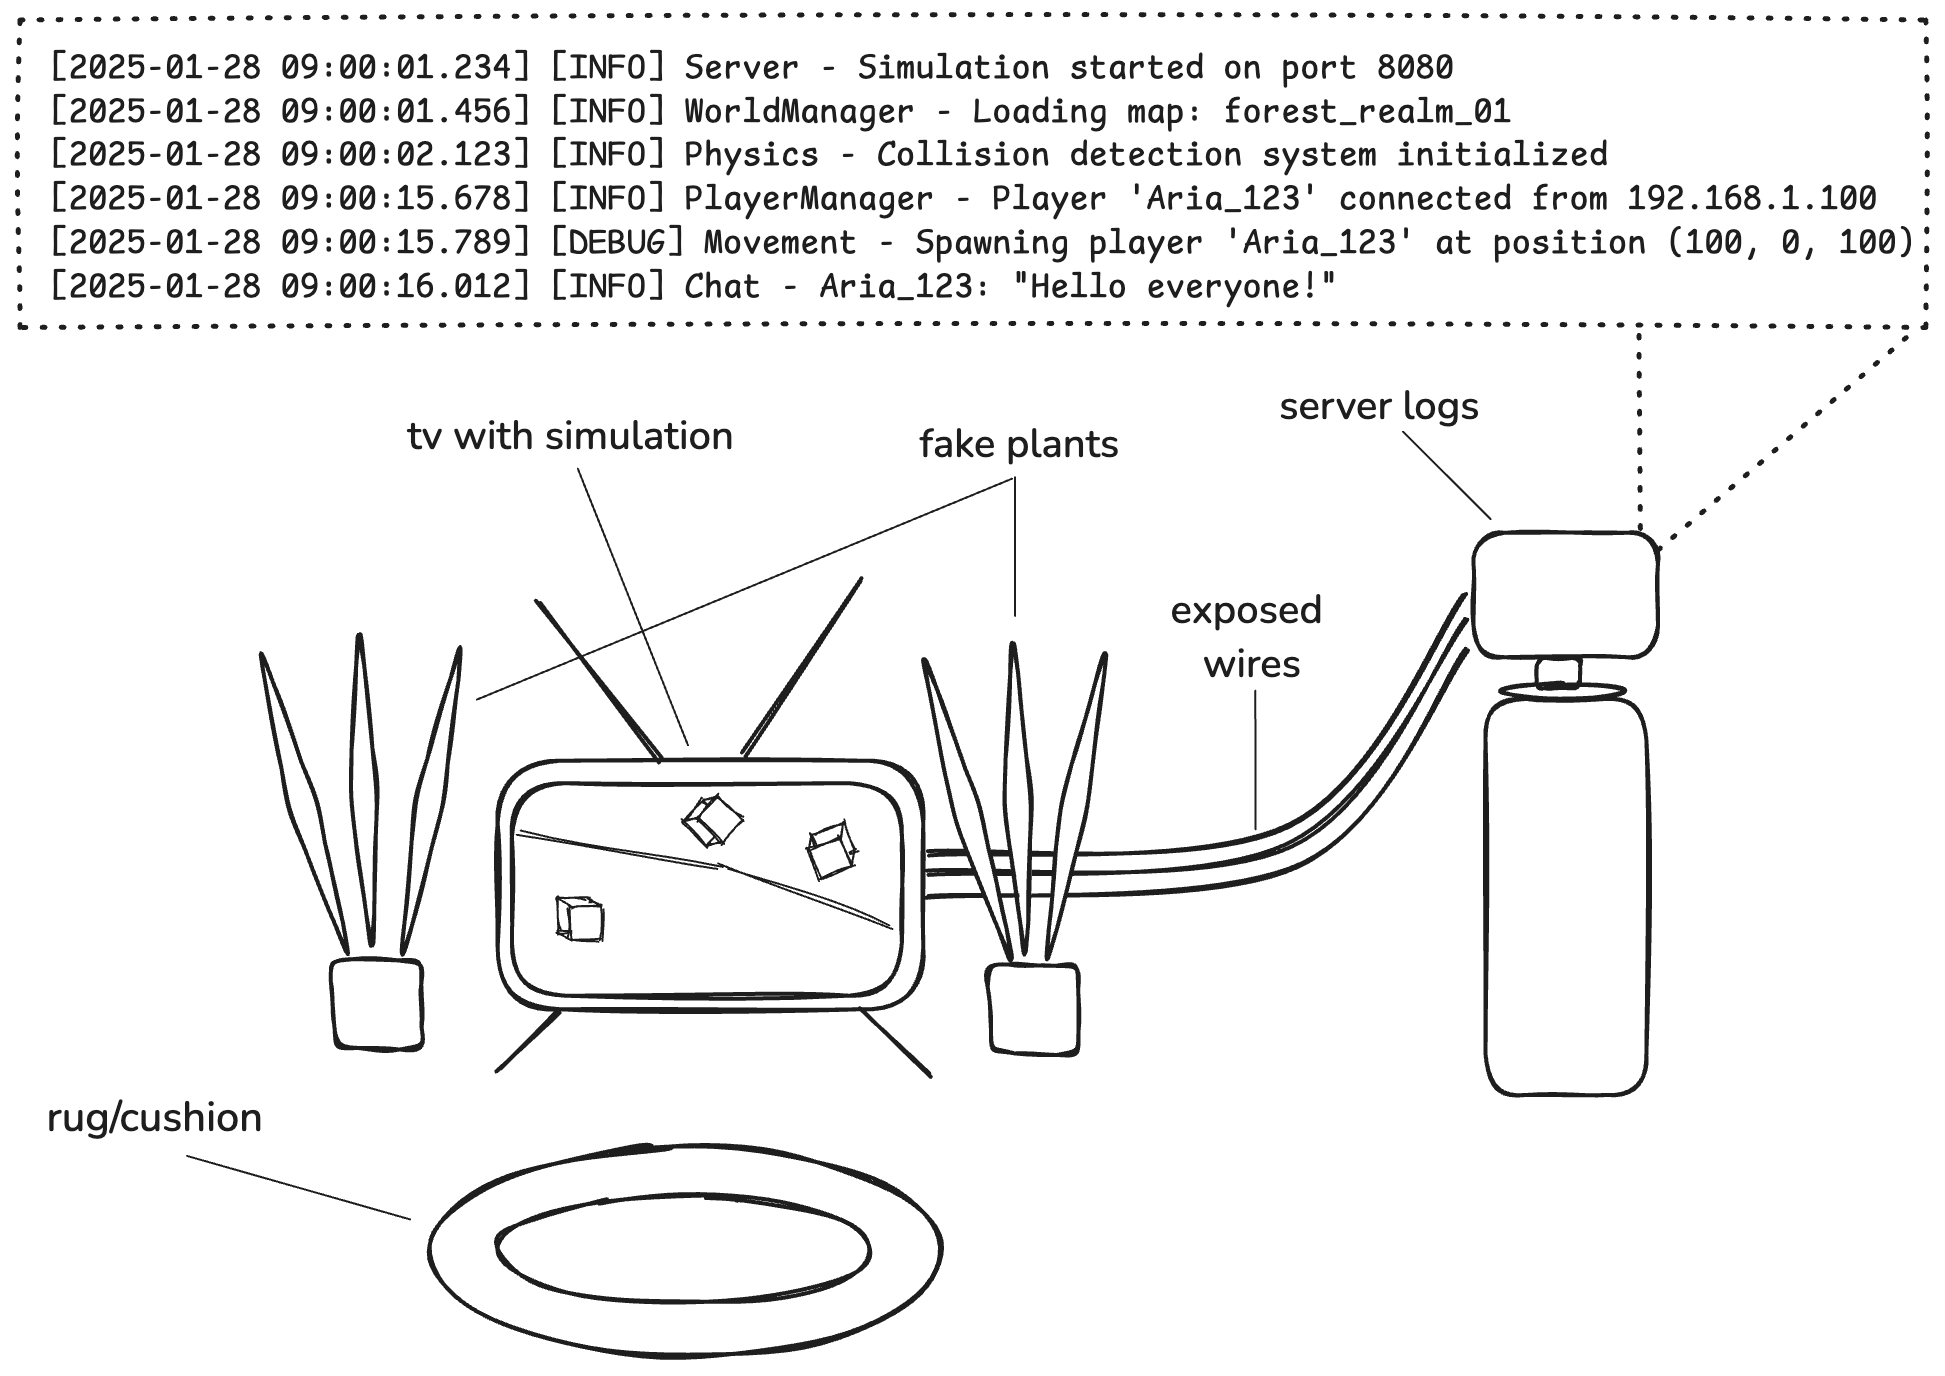 [2025-01-28 09:00:01.234] [INFO] Server - Simulation started on port 8080
[2025-01-28 09:00:01.456] [INFO] WorldManager - Loading map: forest_realm_01
[2025-01-28 09:00:02.123] [INFO] Physics - Collision detection system initialized
[2025-01-28 09:00:15.678] [INFO] PlayerManager - Player 'Aria_123' connected from 192.168.1.100
[2025-01-28 09:00:15.789] [DEBUG] Movement - Spawning player 'Aria_123' at position (100, 0, 100)
[2025-01-28 09:00:16.012] [INFO] Chat - Aria_123: "Hello everyone!"
server logs
tv with simulation
fake plants
exposed
wires
rug/cushion